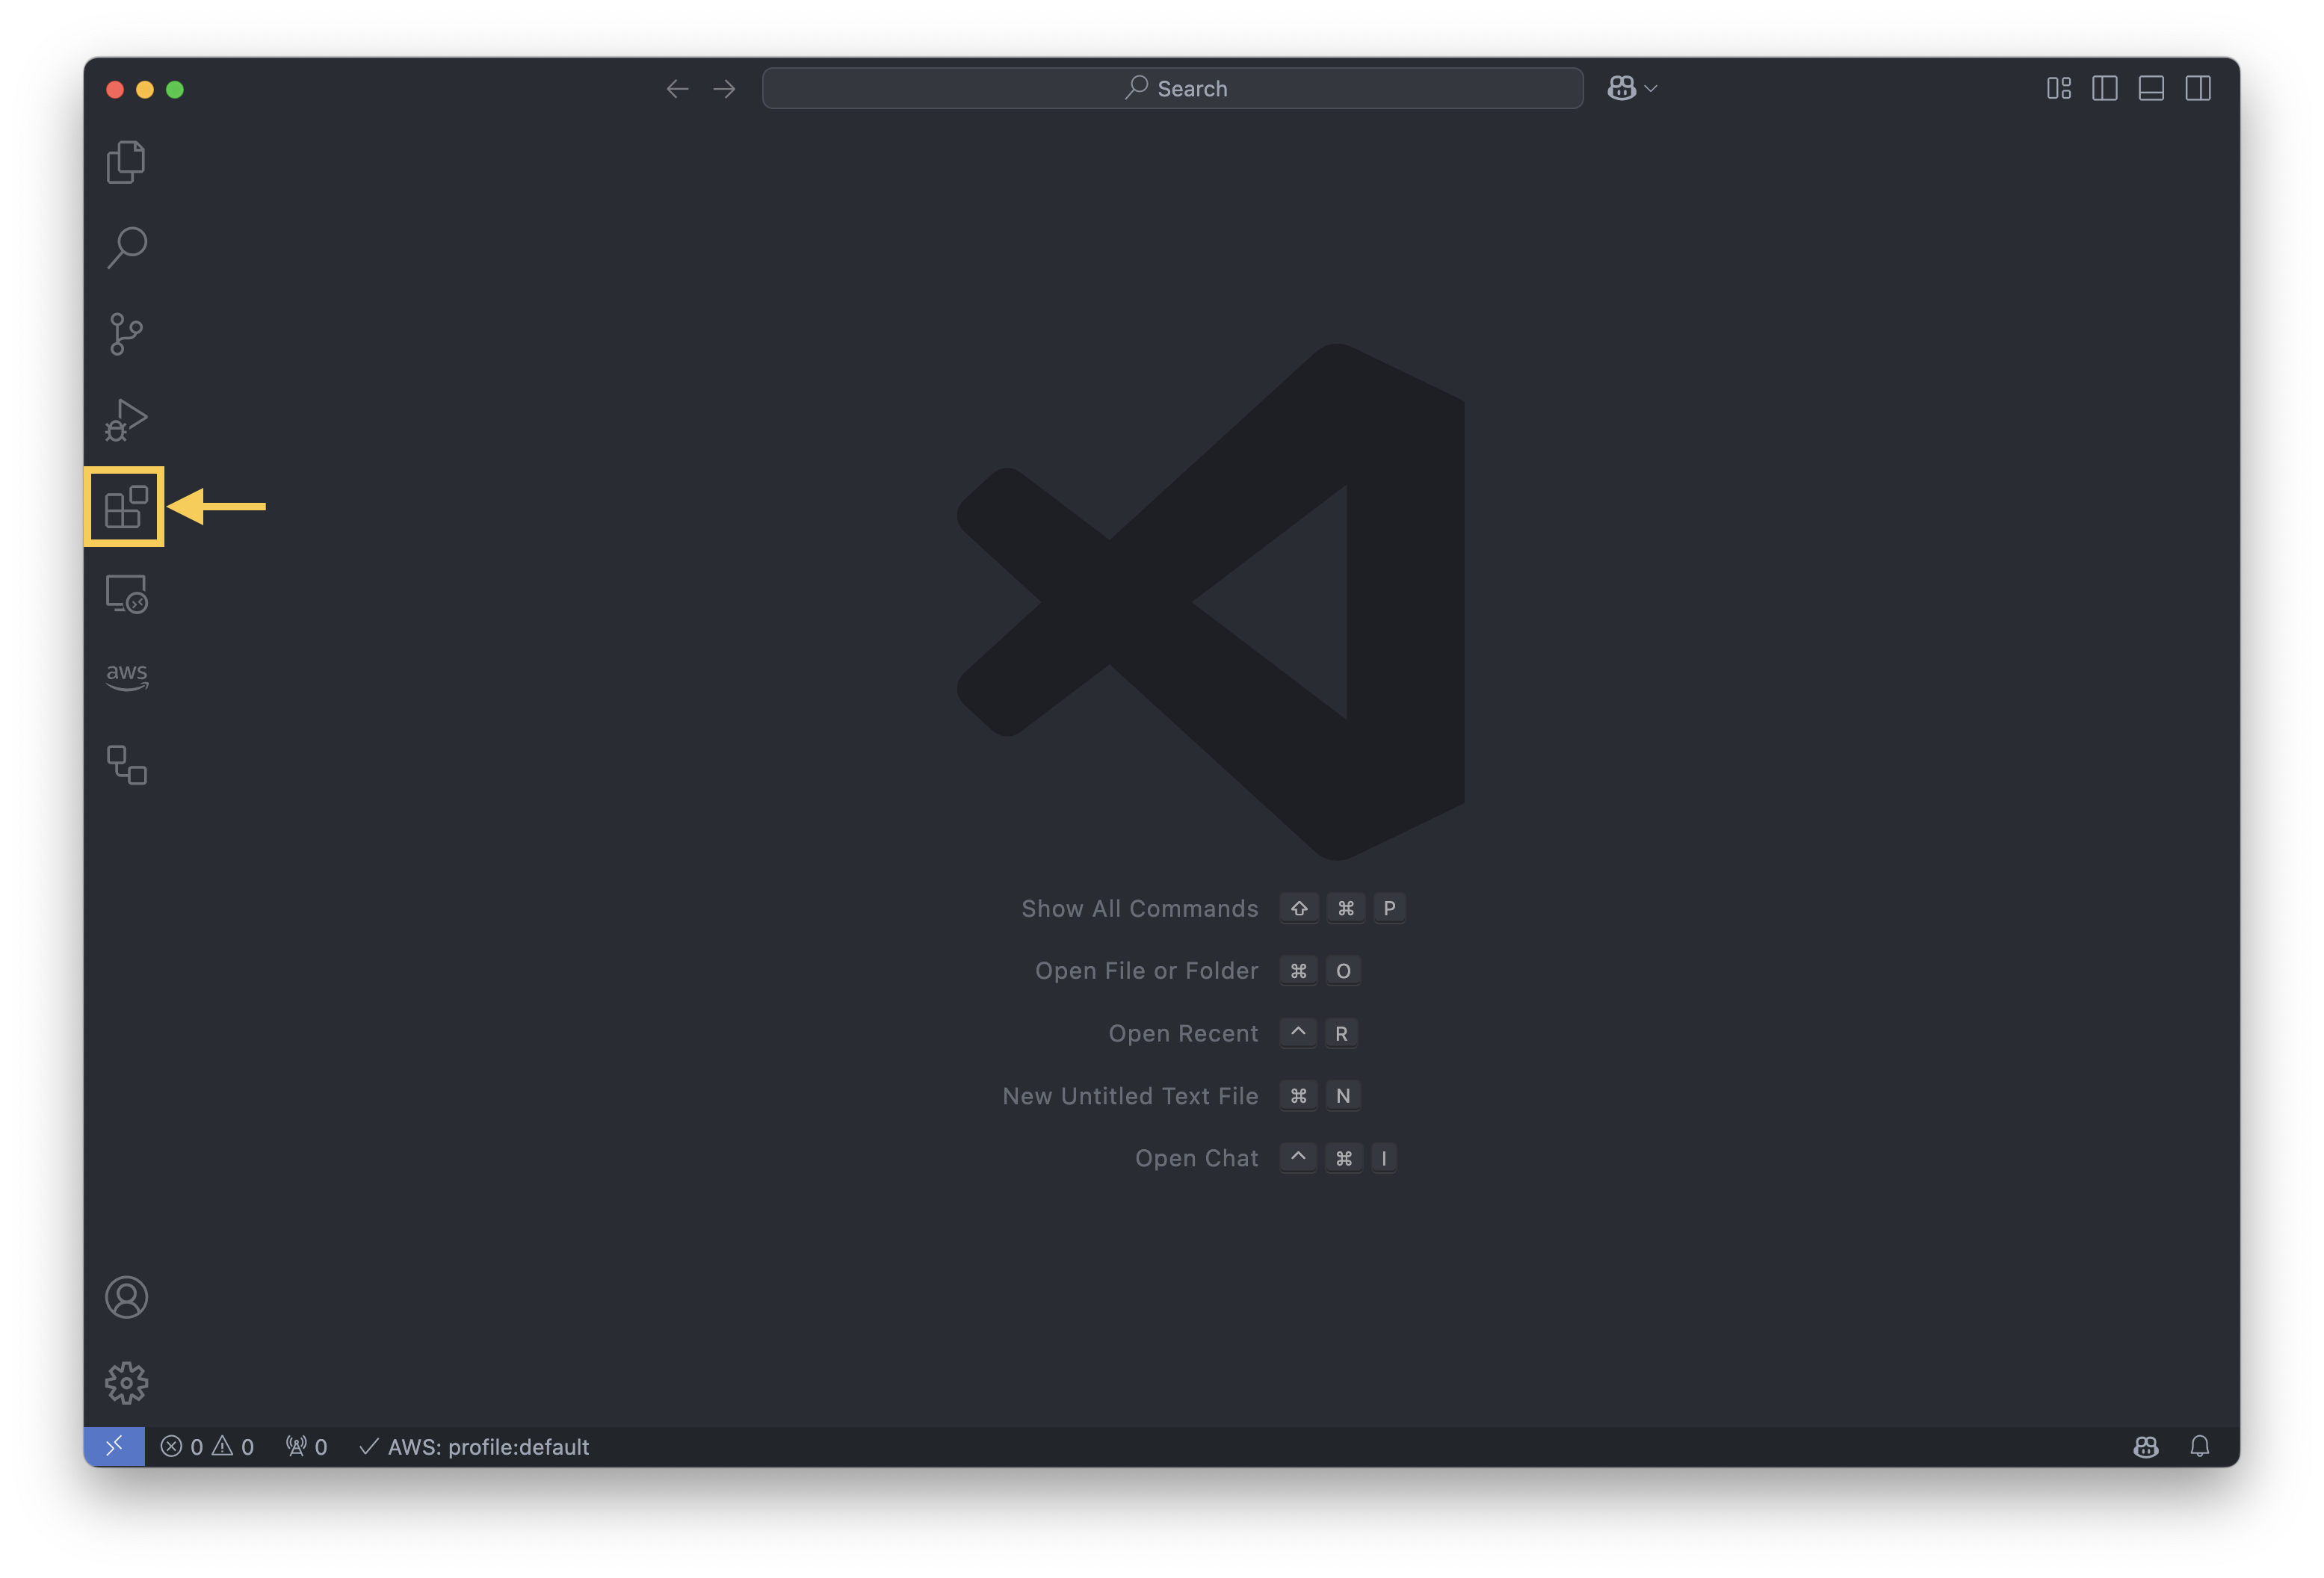 Search
aws
Show All Commands ⇧ ⌘ P
Open File or Folder ⌘ O
Open Recent ^ R
New Untitled Text File ⌘ N
Open Chat ^ ⌘ I
0 0 0 AWS: profile:default